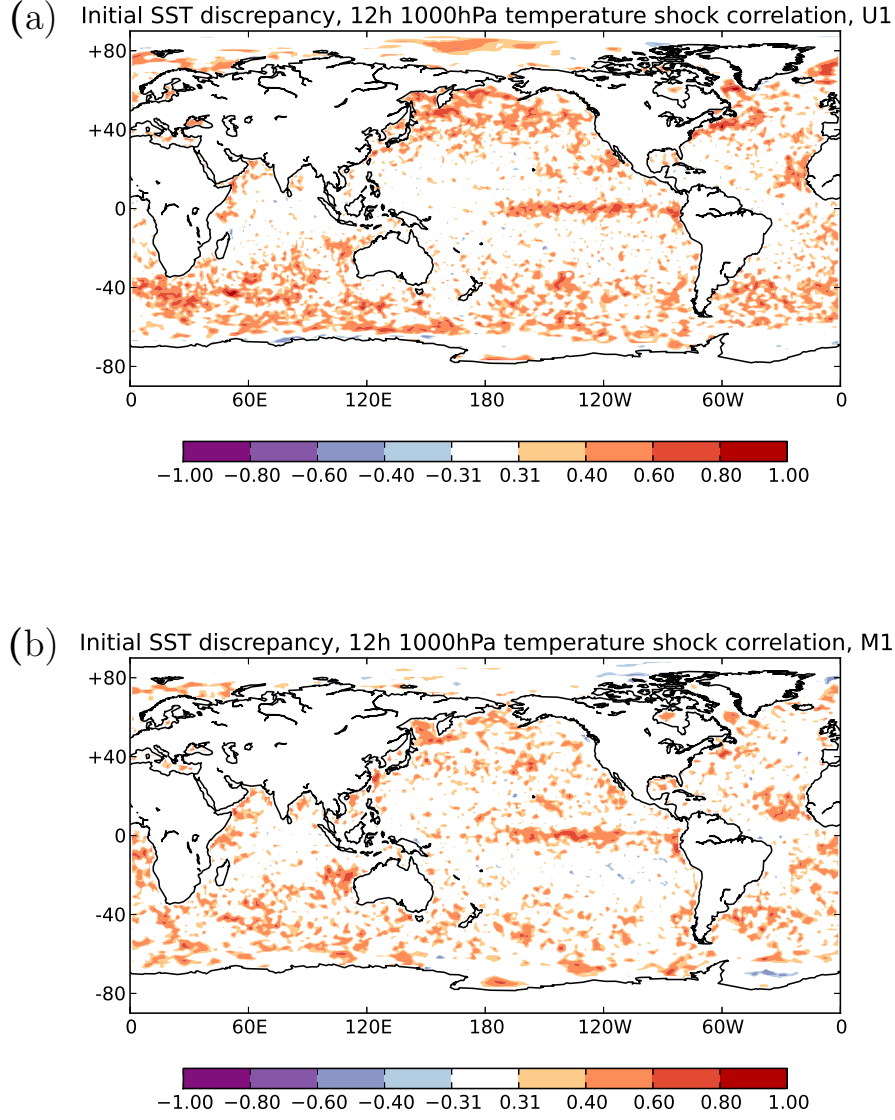 (a) Initial SST discrepancy, 12h 1000hPa temperature shock correlation, U1
+80
+40
0
-40
-80
0 60E 120E 180 120W 60W 0
−1.00 −0.80 −0.60 −0.40 −0.31 0.31 0.40 0.60 0.80 1.00
(b) Initial SST discrepancy, 12h 1000hPa temperature shock correlation, M1
+80
+40
0
-40
-80
0 60E 120E 180 120W 60W 0
−1.00 −0.80 −0.60 −0.40 −0.31 0.31 0.40 0.60 0.80 1.00